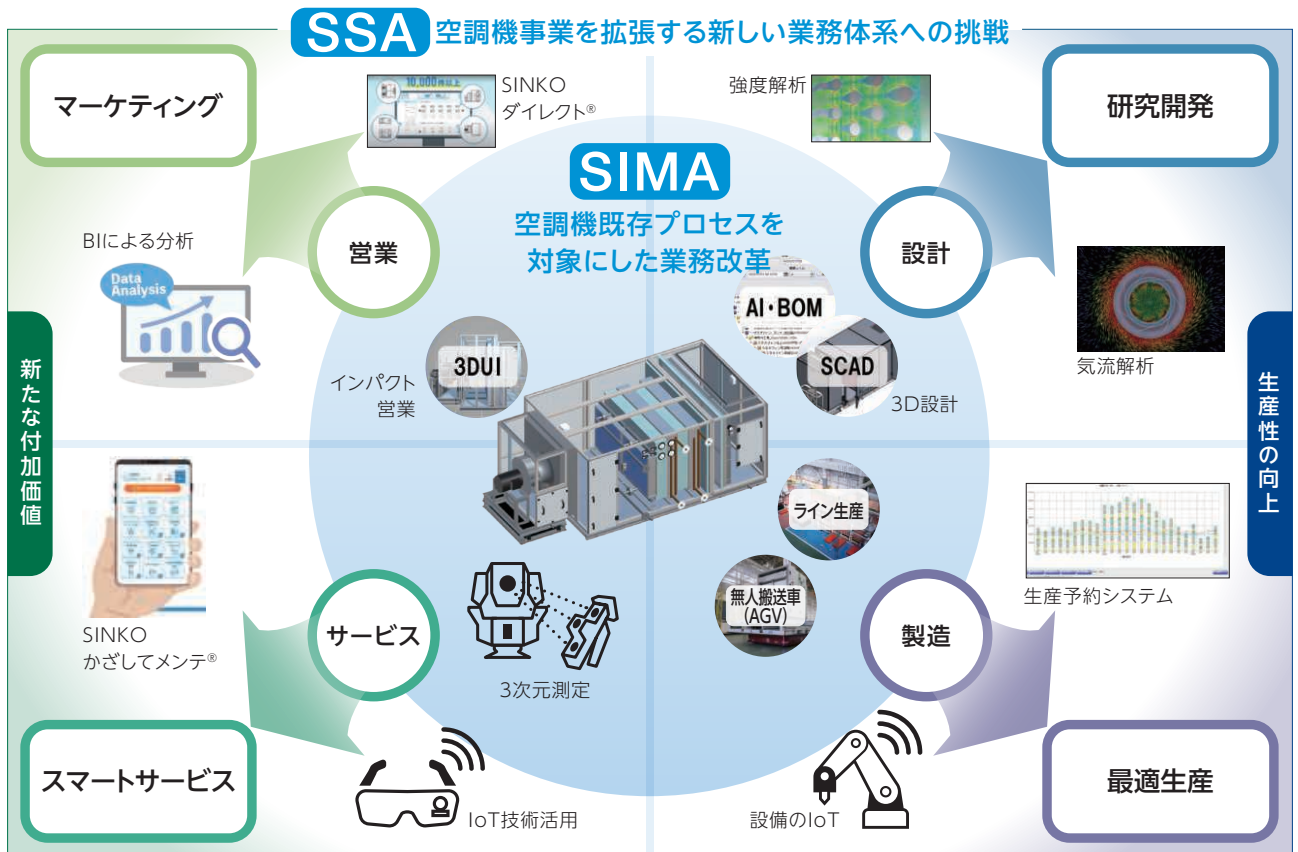 SSA 空調機事業を拡張する新しい業務体系への挑戦
マーケティング
10,000件以上
SINKO
ダイレクト®
強度解析
研究開発
SIMA
空調機既存プロセスを
対象にした業務改革
営業
設計
BIによる分析
Data
Analysis
AI・BOM
3DUI
SCAD
インパクト
営業
3D設計
気流解析
新たな付加価値
生産性の向上
ライン生産
無人搬送車
(AGV)
生産予約システム
SINKO
かざしてメンテ®
サービス
3次元測定
製造
スマートサービス
IoT技術活用
設備のIoT
最適生産